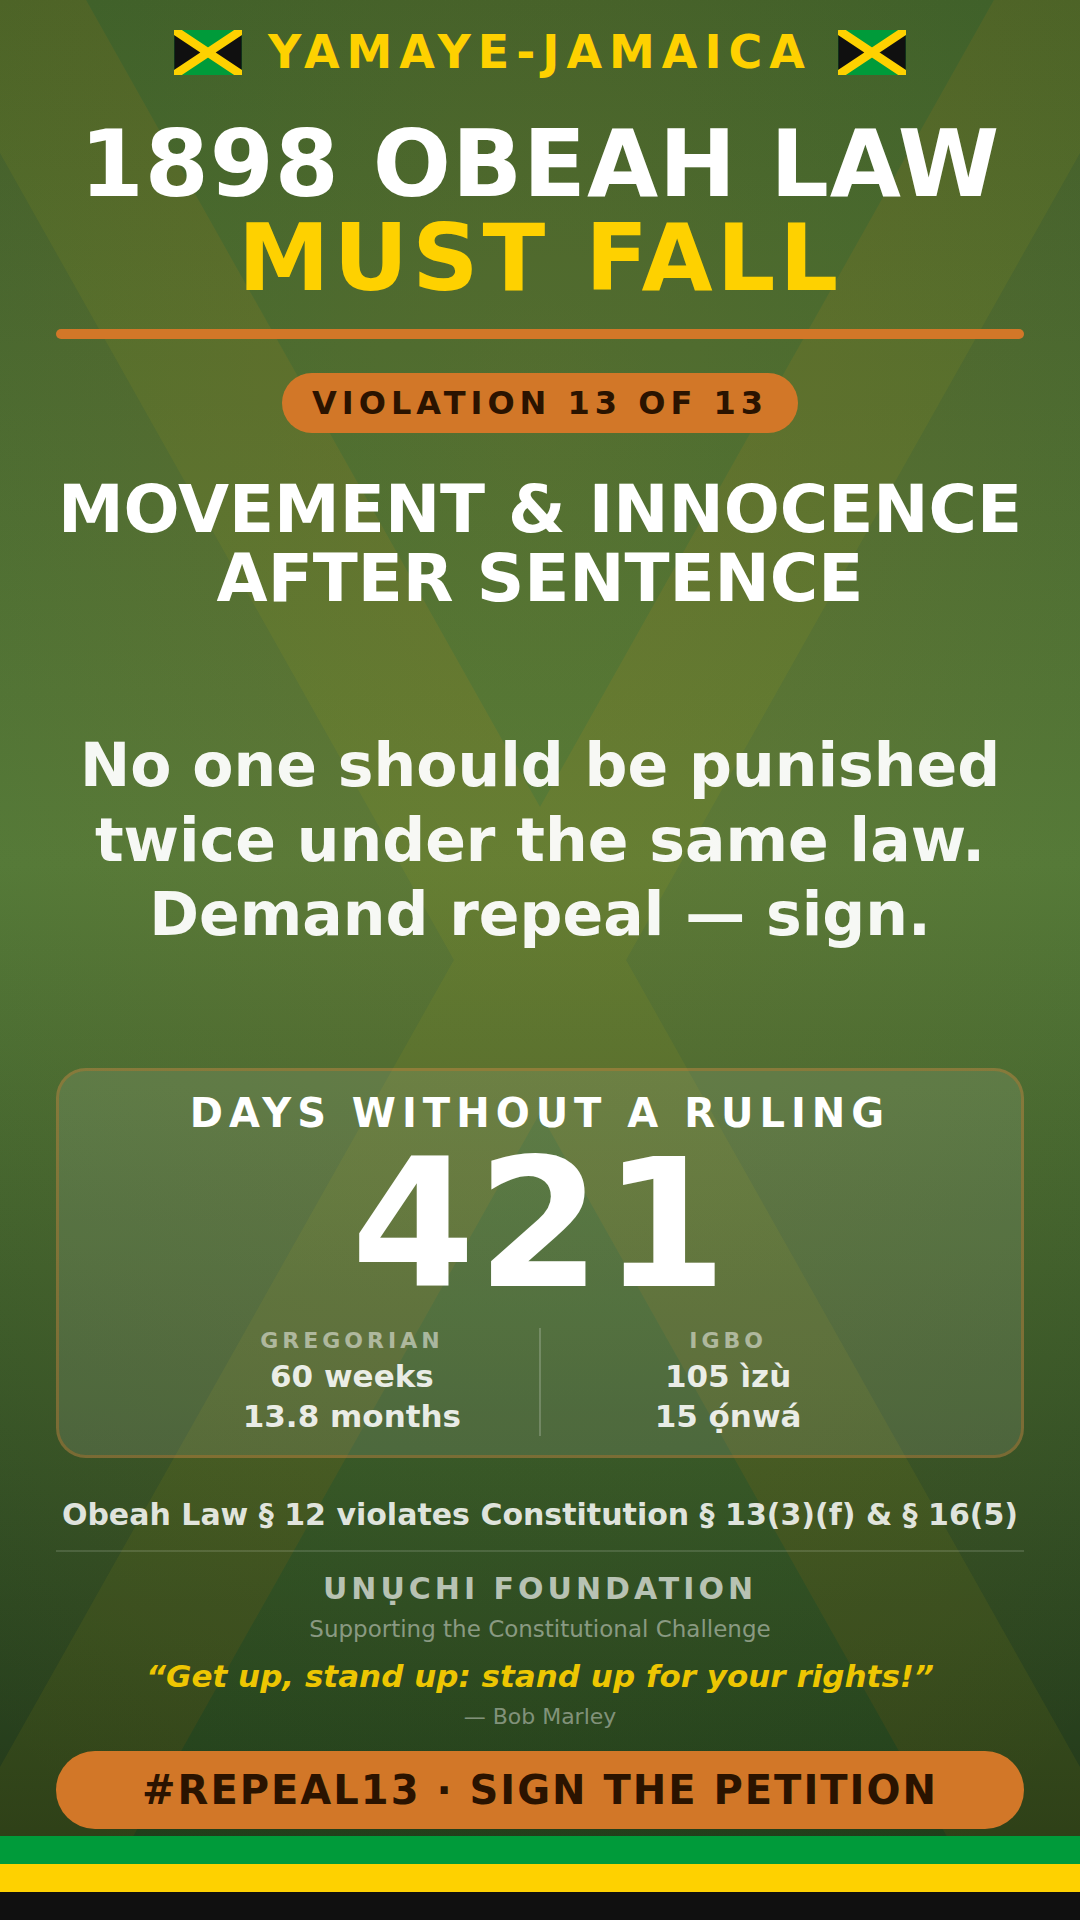 YAMAYE-JAMAICA
1898 OBEAH LAW
MUST FALL
VIOLATION 13 OF 13
MOVEMENT & INNOCENCE
AFTER SENTENCE
No one should be punished
twice under the same law.
Demand repeal — sign.
DAYS WITHOUT A RULING
421
GREGORIAN
60 weeks
13.8 months
IGBO
105 ìzù
15 ọ́nwá
Obeah Law § 12 violates Constitution § 13(3)(f) & § 16(5)
UNỤCHI FOUNDATION
Supporting the Constitutional Challenge
“Get up, stand up: stand up for your rights!”
— Bob Marley
#REPEAL13 · SIGN THE PETITION